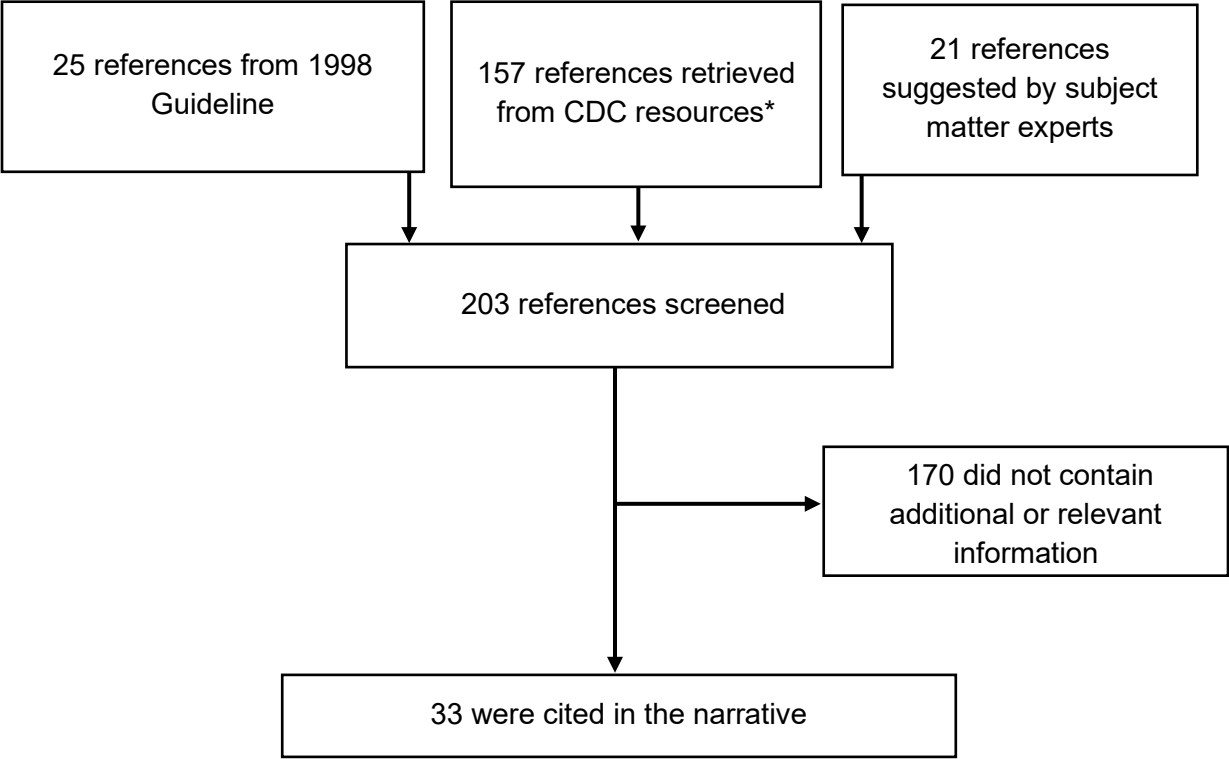 25 references from 1998
Guideline
157 references retrieved
from CDC resources*
21 references
suggested by subject
matter experts
203 references screened
170 did not contain
additional or relevant
information
33 were cited in the narrative